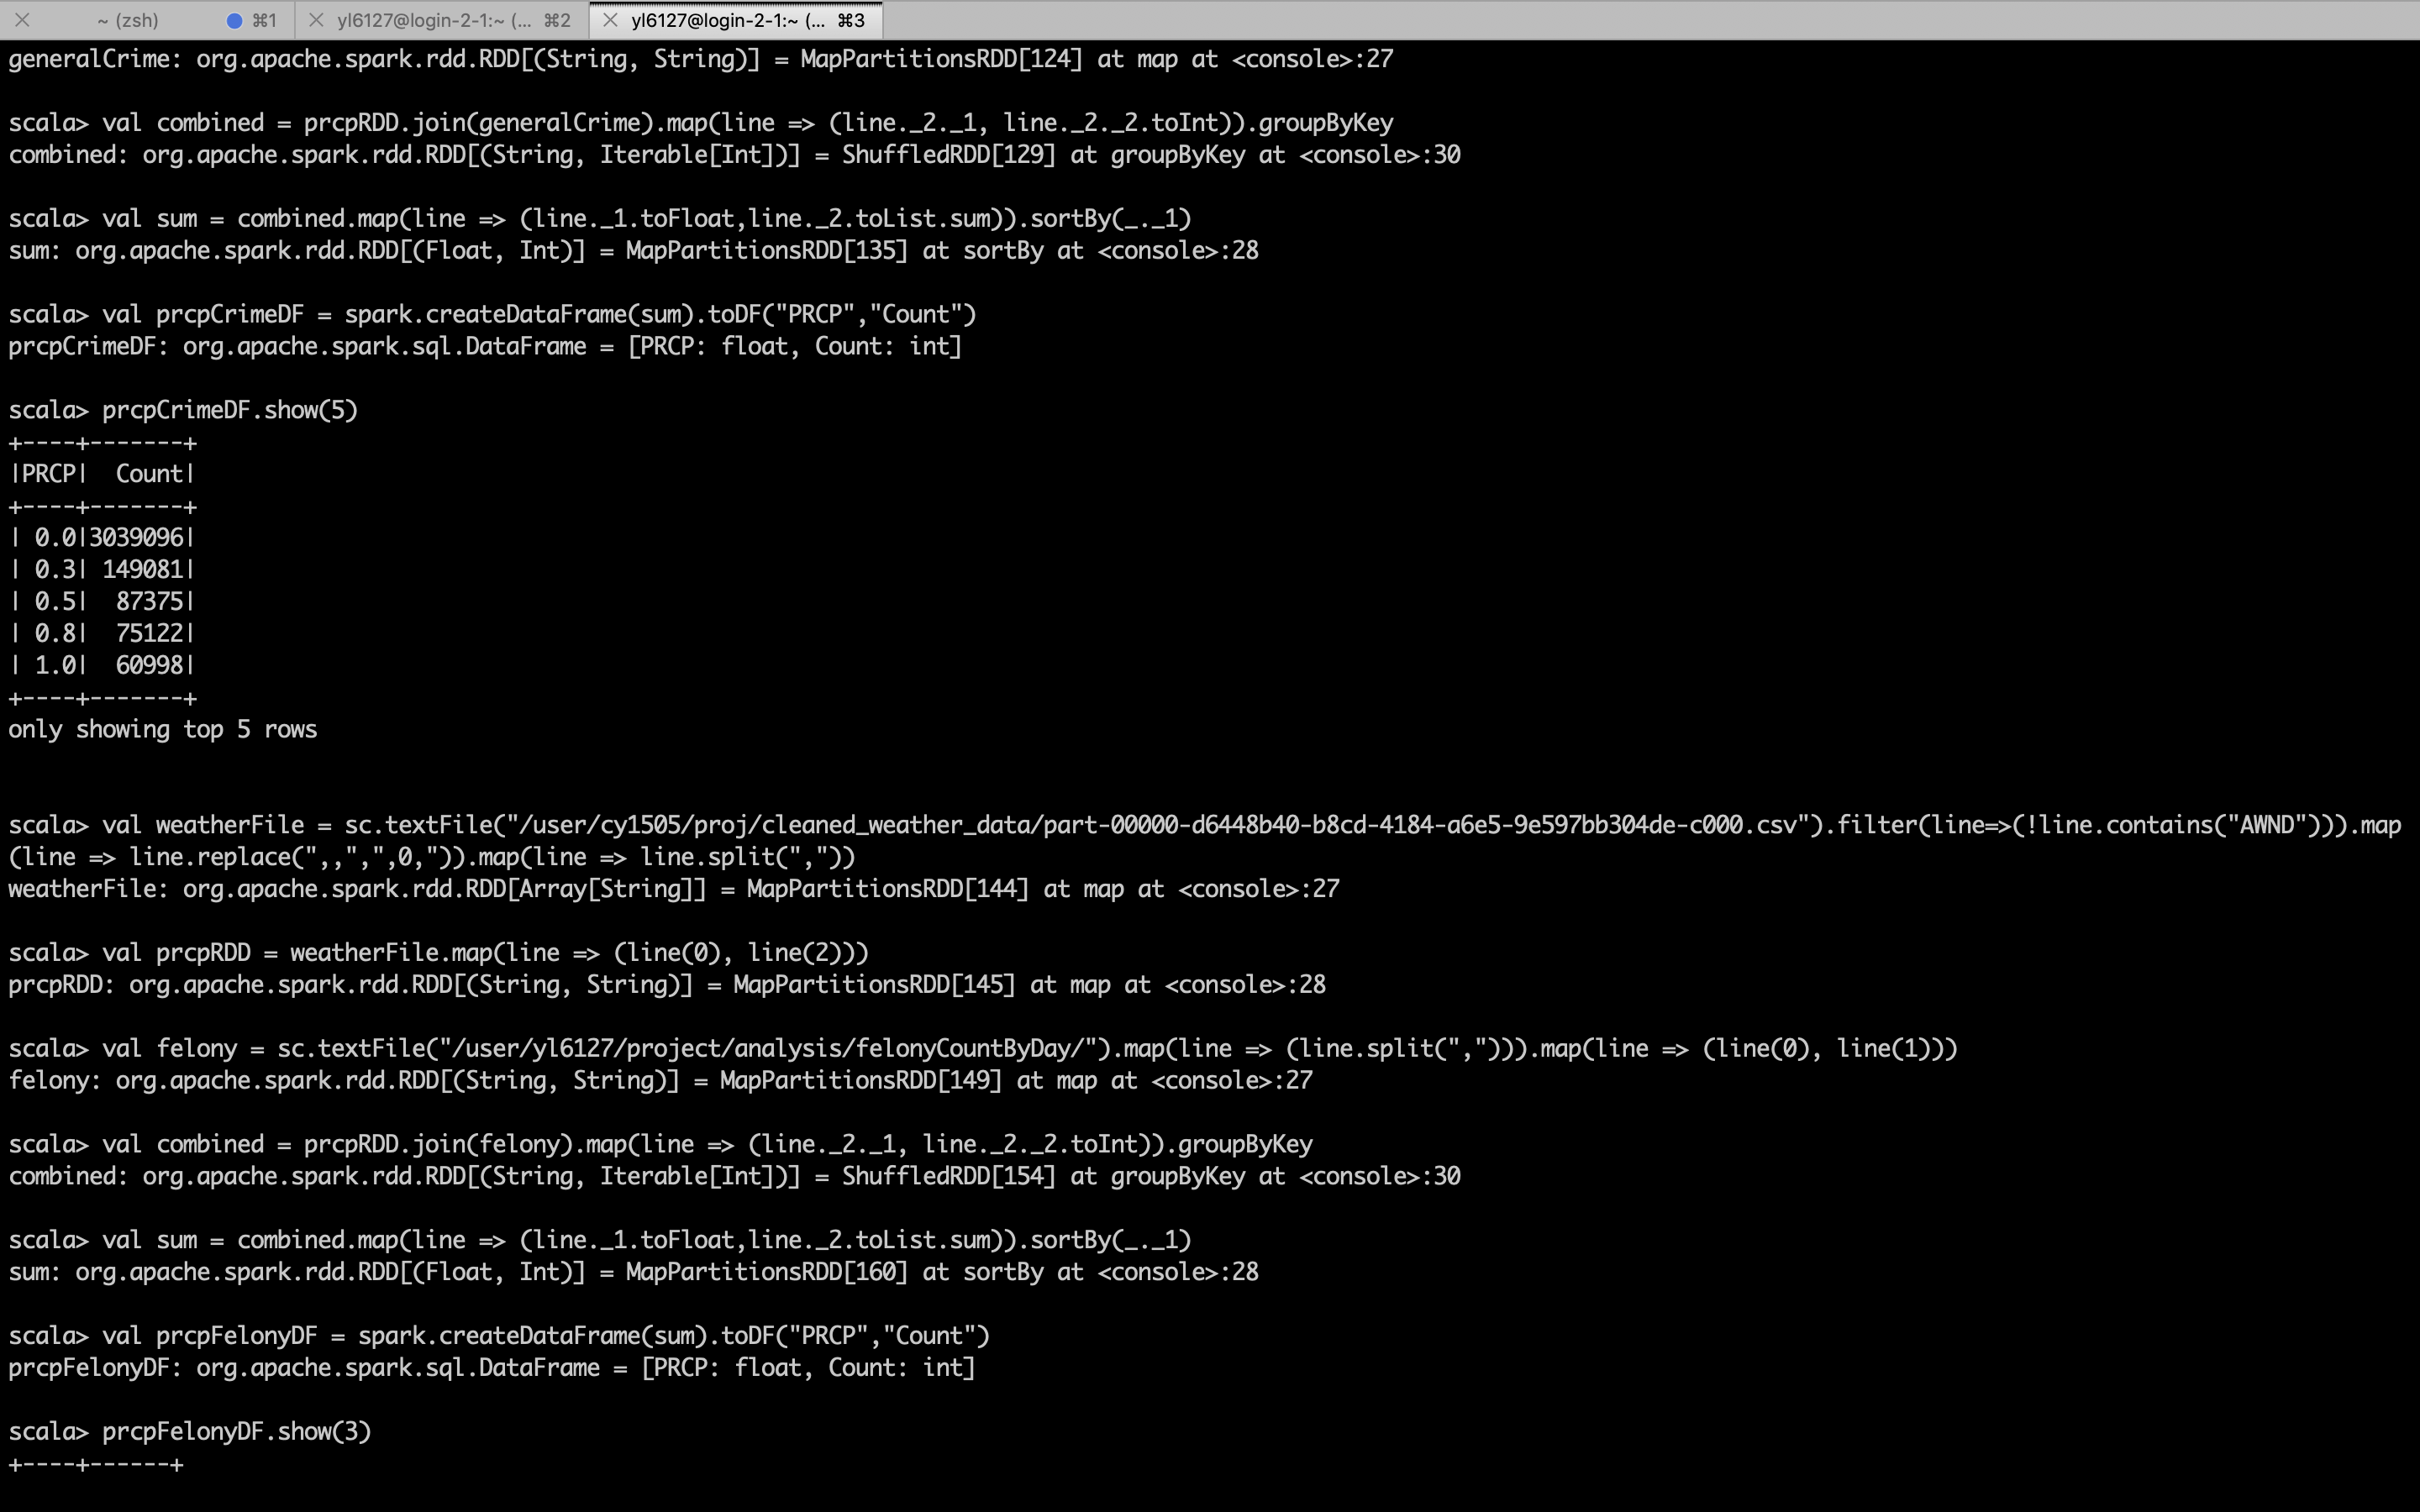 ~ (zsh) ⌘1 yl6127@login-2-1:~ (... ⌘2 yl6127@login-2-1:~ (... ⌘3
generalCrime: org.apache.spark.rdd.RDD[(String, String)] = MapPartitionsRDD[124] at map at <console>:27
scala> val combined = prcpRDD.join(generalCrime).map(line => (line._2._1, line._2._2.toInt)).groupByKey
combined: org.apache.spark.rdd.RDD[(String, Iterable[Int])] = ShuffledRDD[129] at groupByKey at <console>:30
scala> val sum = combined.map(line => (line._1.toFloat,line._2.toList.sum)).sortBy(_._1)
sum: org.apache.spark.rdd.RDD[(Float, Int)] = MapPartitionsRDD[135] at sortBy at <console>:28
scala> val prcpCrimeDF = spark.createDataFrame(sum).toDF("PRCP","Count")
prcpCrimeDF: org.apache.spark.sql.DataFrame = [PRCP: float, Count: int]
scala> prcpCrimeDF.show(5)
+----+-------+
|PRCP|  Count|
+----+-------+
| 0.0|3039096|
| 0.3| 149081|
| 0.5|  87375|
| 0.8|  75122|
| 1.0|  60998|
+----+-------+
only showing top 5 rows
scala> val weatherFile = sc.textFile("/user/cy1505/proj/cleaned_weather_data/part-00000-d6448b40-b8cd-4184-a6e5-9e597bb304de-c000.csv").filter(line=>(!line.contains("AWND"))).map
(line => line.replace(",,",",0,")).map(line => line.split(","))
weatherFile: org.apache.spark.rdd.RDD[Array[String]] = MapPartitionsRDD[144] at map at <console>:27
scala> val prcpRDD = weatherFile.map(line => (line(0), line(2)))
prcpRDD: org.apache.spark.rdd.RDD[(String, String)] = MapPartitionsRDD[145] at map at <console>:28
scala> val felony = sc.textFile("/user/yl6127/project/analysis/felonyCountByDay/").map(line => (line.split(","))).map(line => (line(0), line(1)))
felony: org.apache.spark.rdd.RDD[(String, String)] = MapPartitionsRDD[149] at map at <console>:27
scala> val combined = prcpRDD.join(felony).map(line => (line._2._1, line._2._2.toInt)).groupByKey
combined: org.apache.spark.rdd.RDD[(String, Iterable[Int])] = ShuffledRDD[154] at groupByKey at <console>:30
scala> val sum = combined.map(line => (line._1.toFloat,line._2.toList.sum)).sortBy(_._1)
sum: org.apache.spark.rdd.RDD[(Float, Int)] = MapPartitionsRDD[160] at sortBy at <console>:28
scala> val prcpFelonyDF = spark.createDataFrame(sum).toDF("PRCP","Count")
prcpFelonyDF: org.apache.spark.sql.DataFrame = [PRCP: float, Count: int]
scala> prcpFelonyDF.show(3)
+----+------+